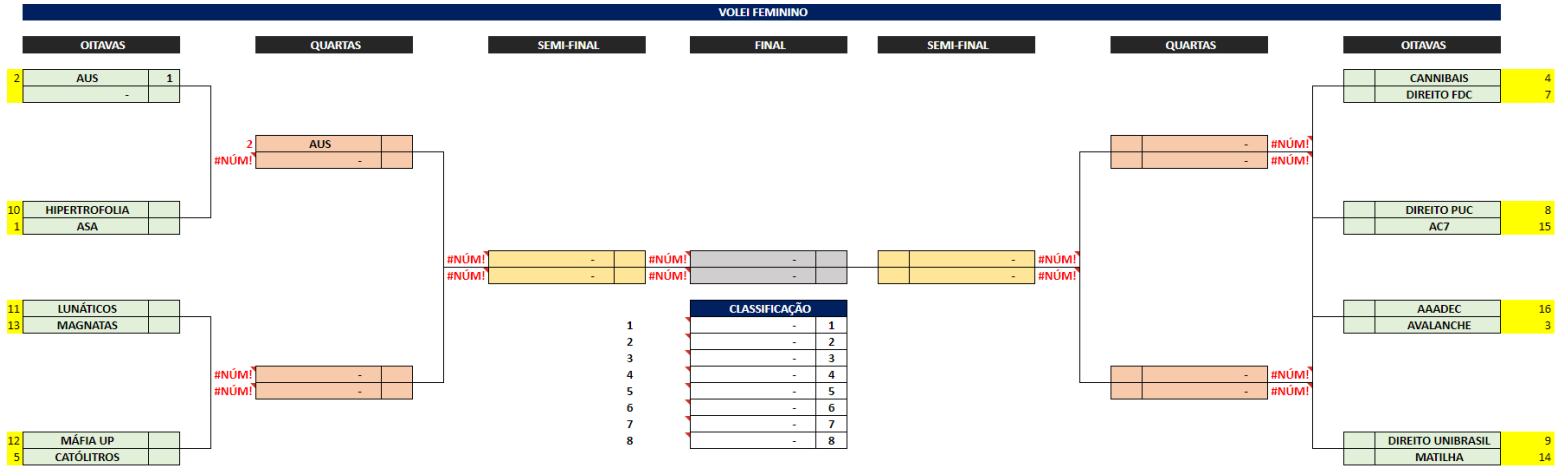 VOLEI FEMININO
OITAVAS QUARTAS SEMI-FINAL FINAL SEMI-FINAL QUARTAS OITAVAS
2 AUS 1 CANNIBAIS 4
- DIREITO FDC 7
2 AUS - #NÚM!
#NÚM! - - #NÚM!
10 HIPERTROFOLIA DIREITO PUC 8
1 ASA AC7 15
#NÚM! - #NÚM! - - #NÚM!
#NÚM! - #NÚM! - - #NÚM!
11 LUNÁTICOS CLASSIFICAÇÃO AAADEC 16
13 MAGNATAS 1 - 1 AVALANCHE 3
2 - 2
3 - 3
#NÚM! - 4 - 4 - #NÚM!
#NÚM! - 5 - 5 - #NÚM!
6 - 6
7 - 7
12 MÁFIA UP 8 - 8 DIREITO UNIBRASIL 9
5 CATÓLITROS MATILHA 14